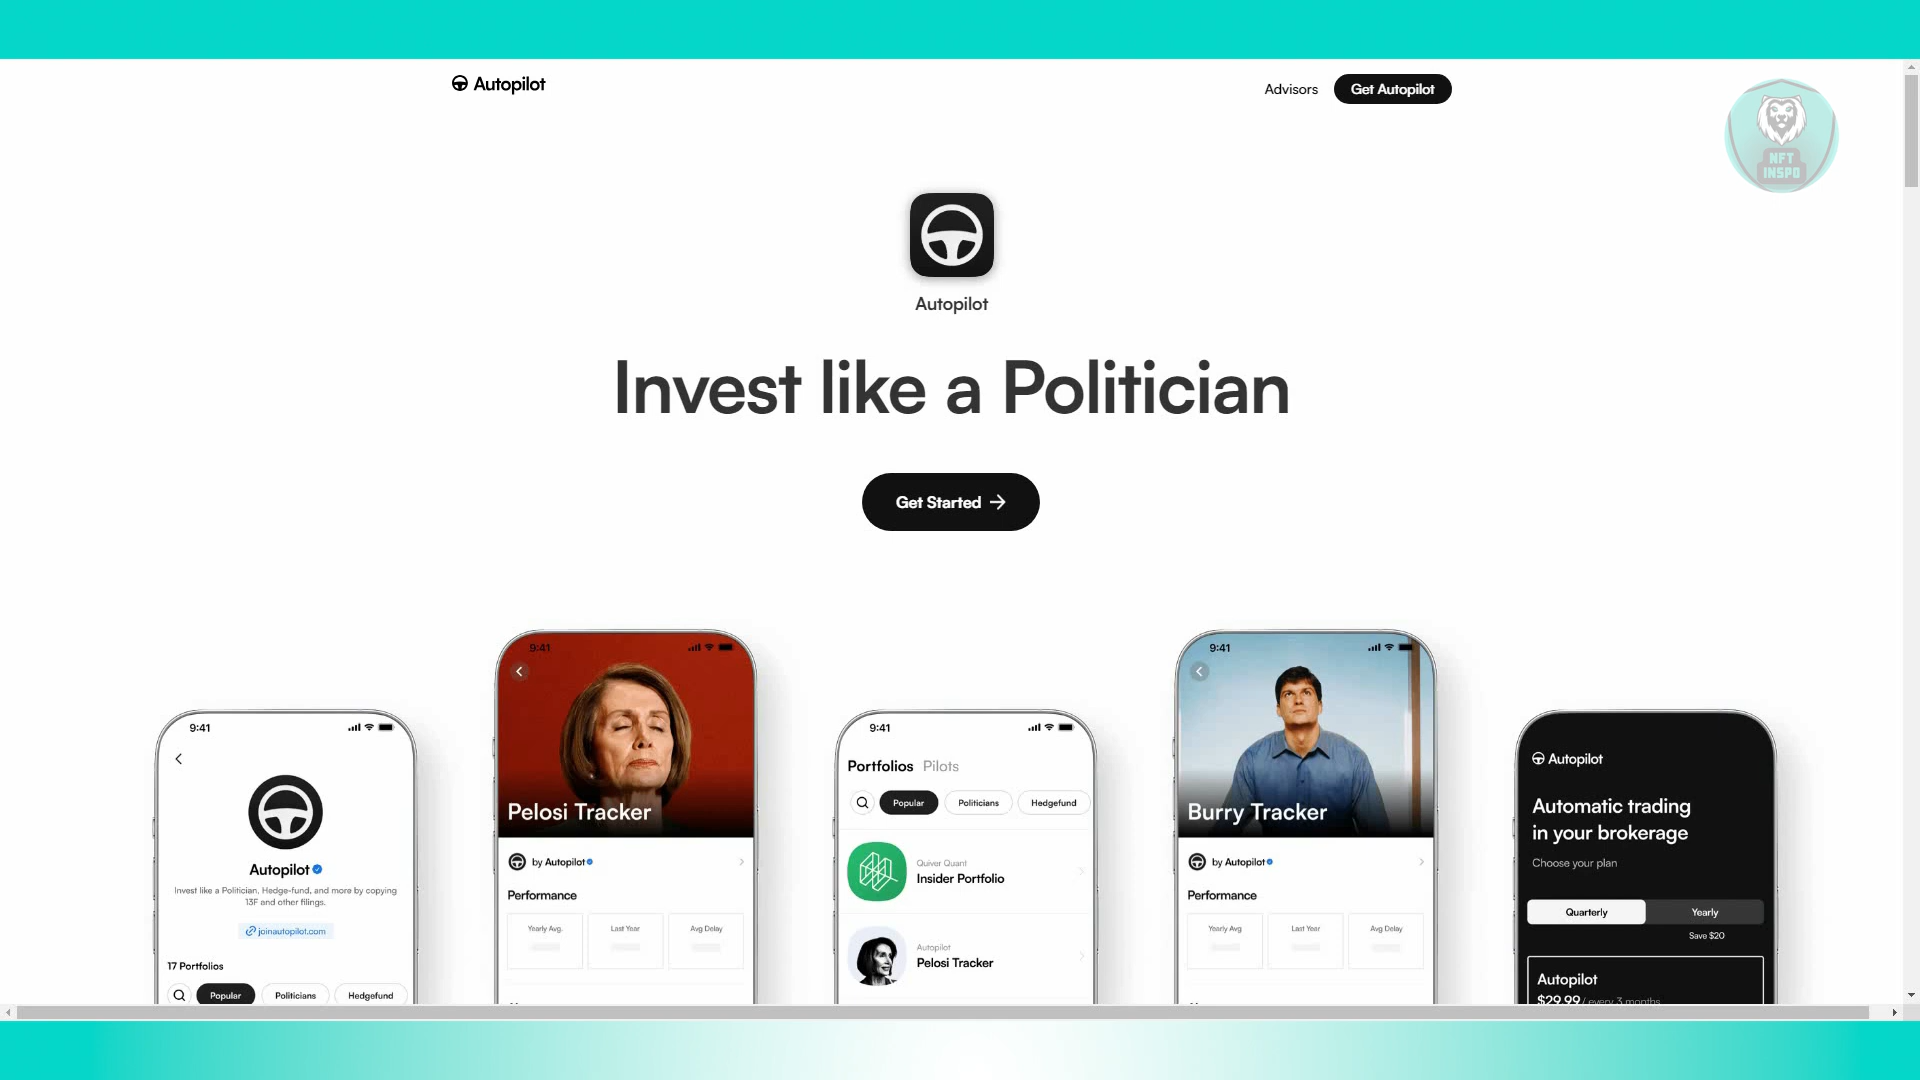 Autopilot
Advisors
Get Autopilot
NFT
INSPO
Autopilot
Invest like a Politician
Get Started
9:41
Autopilot
Invest like a Politician, Hedge-fund, and more by copying
13F and other filings.
joinautopilot.com
17 Portfolios
Popular
Politicians
Hedgefund
9:41
Pelosi Tracker
by Autopilot
Performance
Yearly Avg.
Last Year
Avg Delay
9:41
Portfolios Pilots
Popular
Politicians
Hedgefund
Quiver Quant
Insider Portfolio
Autopilot
Pelosi Tracker
9:41
Burry Tracker
by Autopilot
Performance
Yearly Avg
Last Year
Avg Delay
Autopilot
Automatic trading
in your brokerage
Choose your plan
Quarterly
Yearly
Save $20
Autopilot
$29.99 / every 3 months